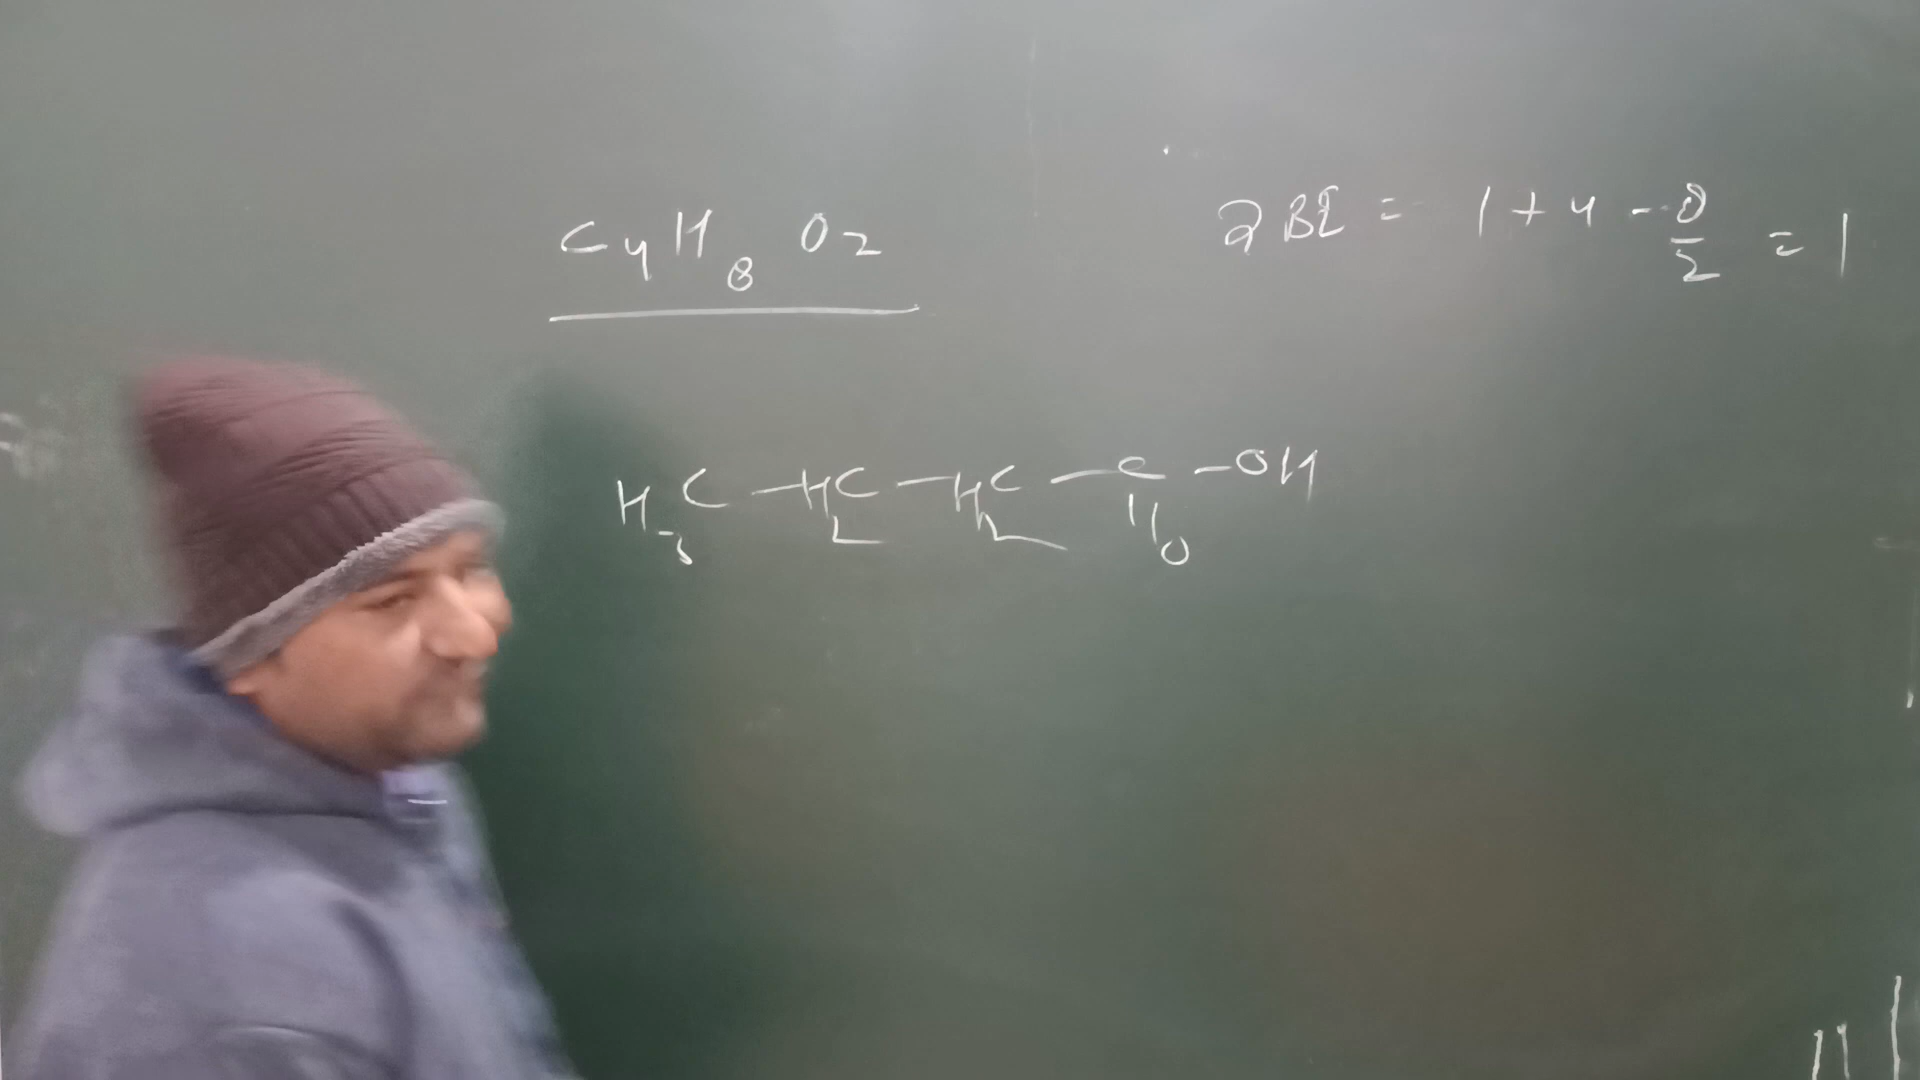 C4H8O2
DBE = 1 + 4 - 8/2 = 1
H3C - H2C - H2C - C - OH
|| O